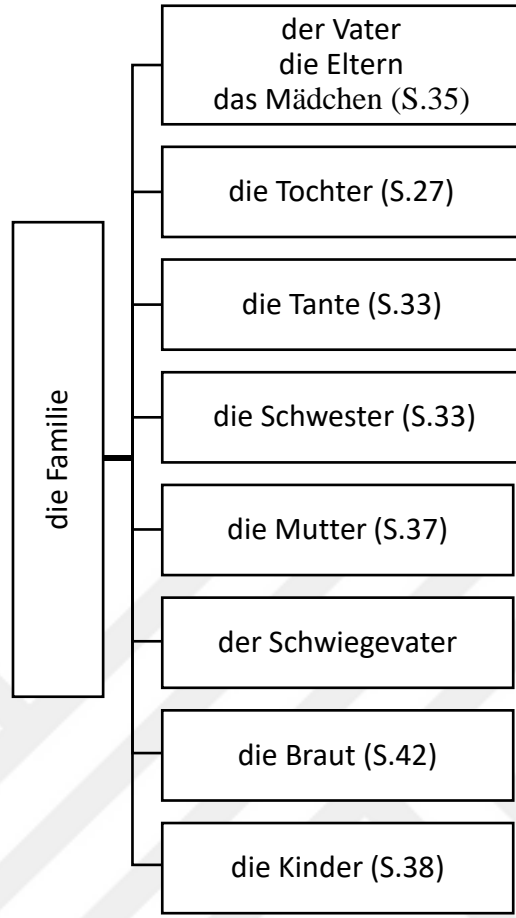 der Vater
die Eltern
das Mädchen (S.35)
die Tochter (S.27)
die Tante (S.33)
die Familie
die Schwester (S.33)
die Mutter (S.37)
der Schwiegevater
die Braut (S.42)
die Kinder (S.38)